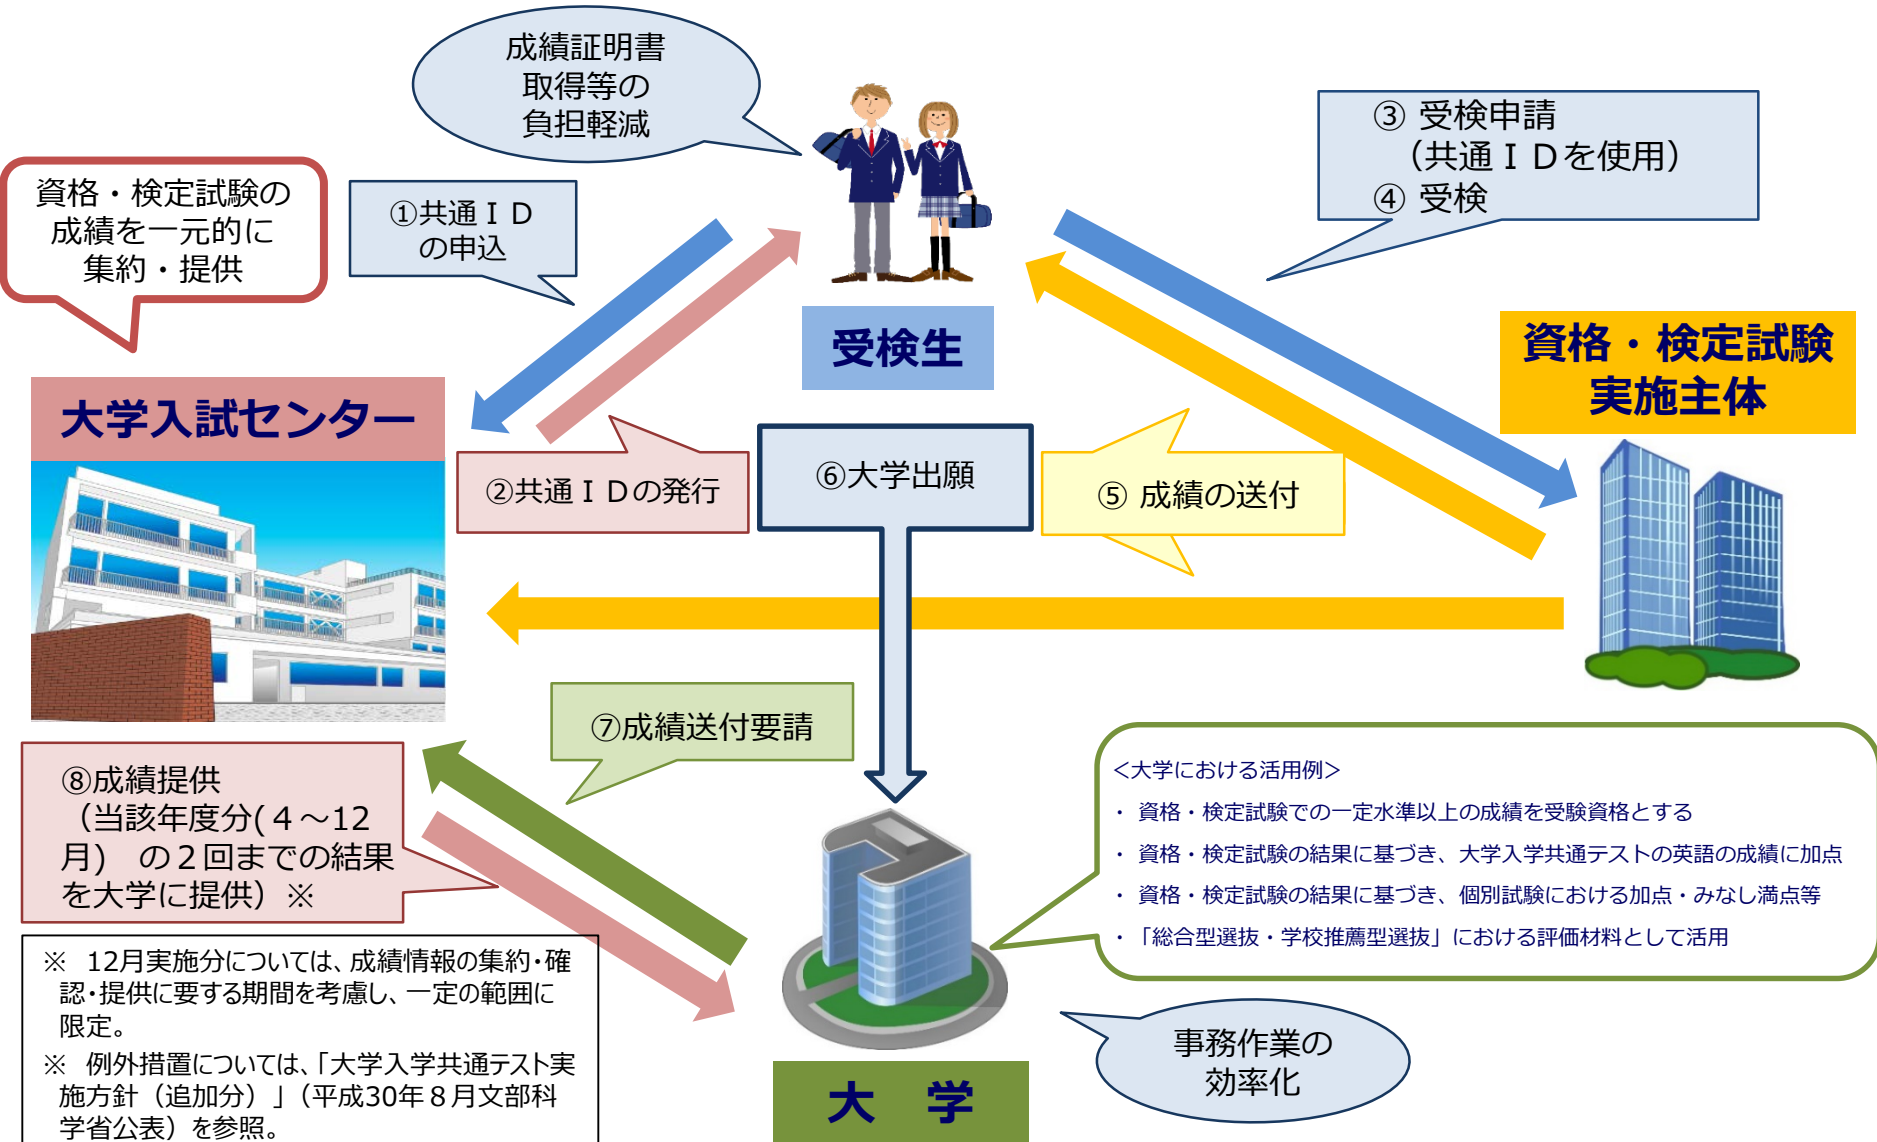 成績証明書
取得等の
負担軽減
③ 受検申請
（共通ＩＤを使用）
④ 受検
資格・検定試験の
成績を一元的に
集約・提供
①共通ＩＤ
の申込
受検生
資格・検定試験
実施主体
大学入試センター
②共通ＩＤの発行
⑥大学出願
⑤ 成績の送付
⑦成績送付要請
⑧成績提供
（当該年度分(４～12
月)　の２回までの結果
を大学に提供）※
＜大学における活用例＞
・ 資格・検定試験での一定水準以上の成績を受験資格とする
・ 資格・検定試験の結果に基づき、大学入学共通テストの英語の成績に加点
・ 資格・検定試験の結果に基づき、個別試験における加点・みなし満点等
・「総合型選抜・学校推薦型選抜」における評価材料として活用
※　12月実施分については、成績情報の集約・確
認・提供に要する期間を考慮し、一定の範囲に
限定。
※　例外措置については、「大学入学共通テスト実
施方針（追加分）」（平成30年８月文部科
学省公表）を参照。
事務作業の
効率化
大　学